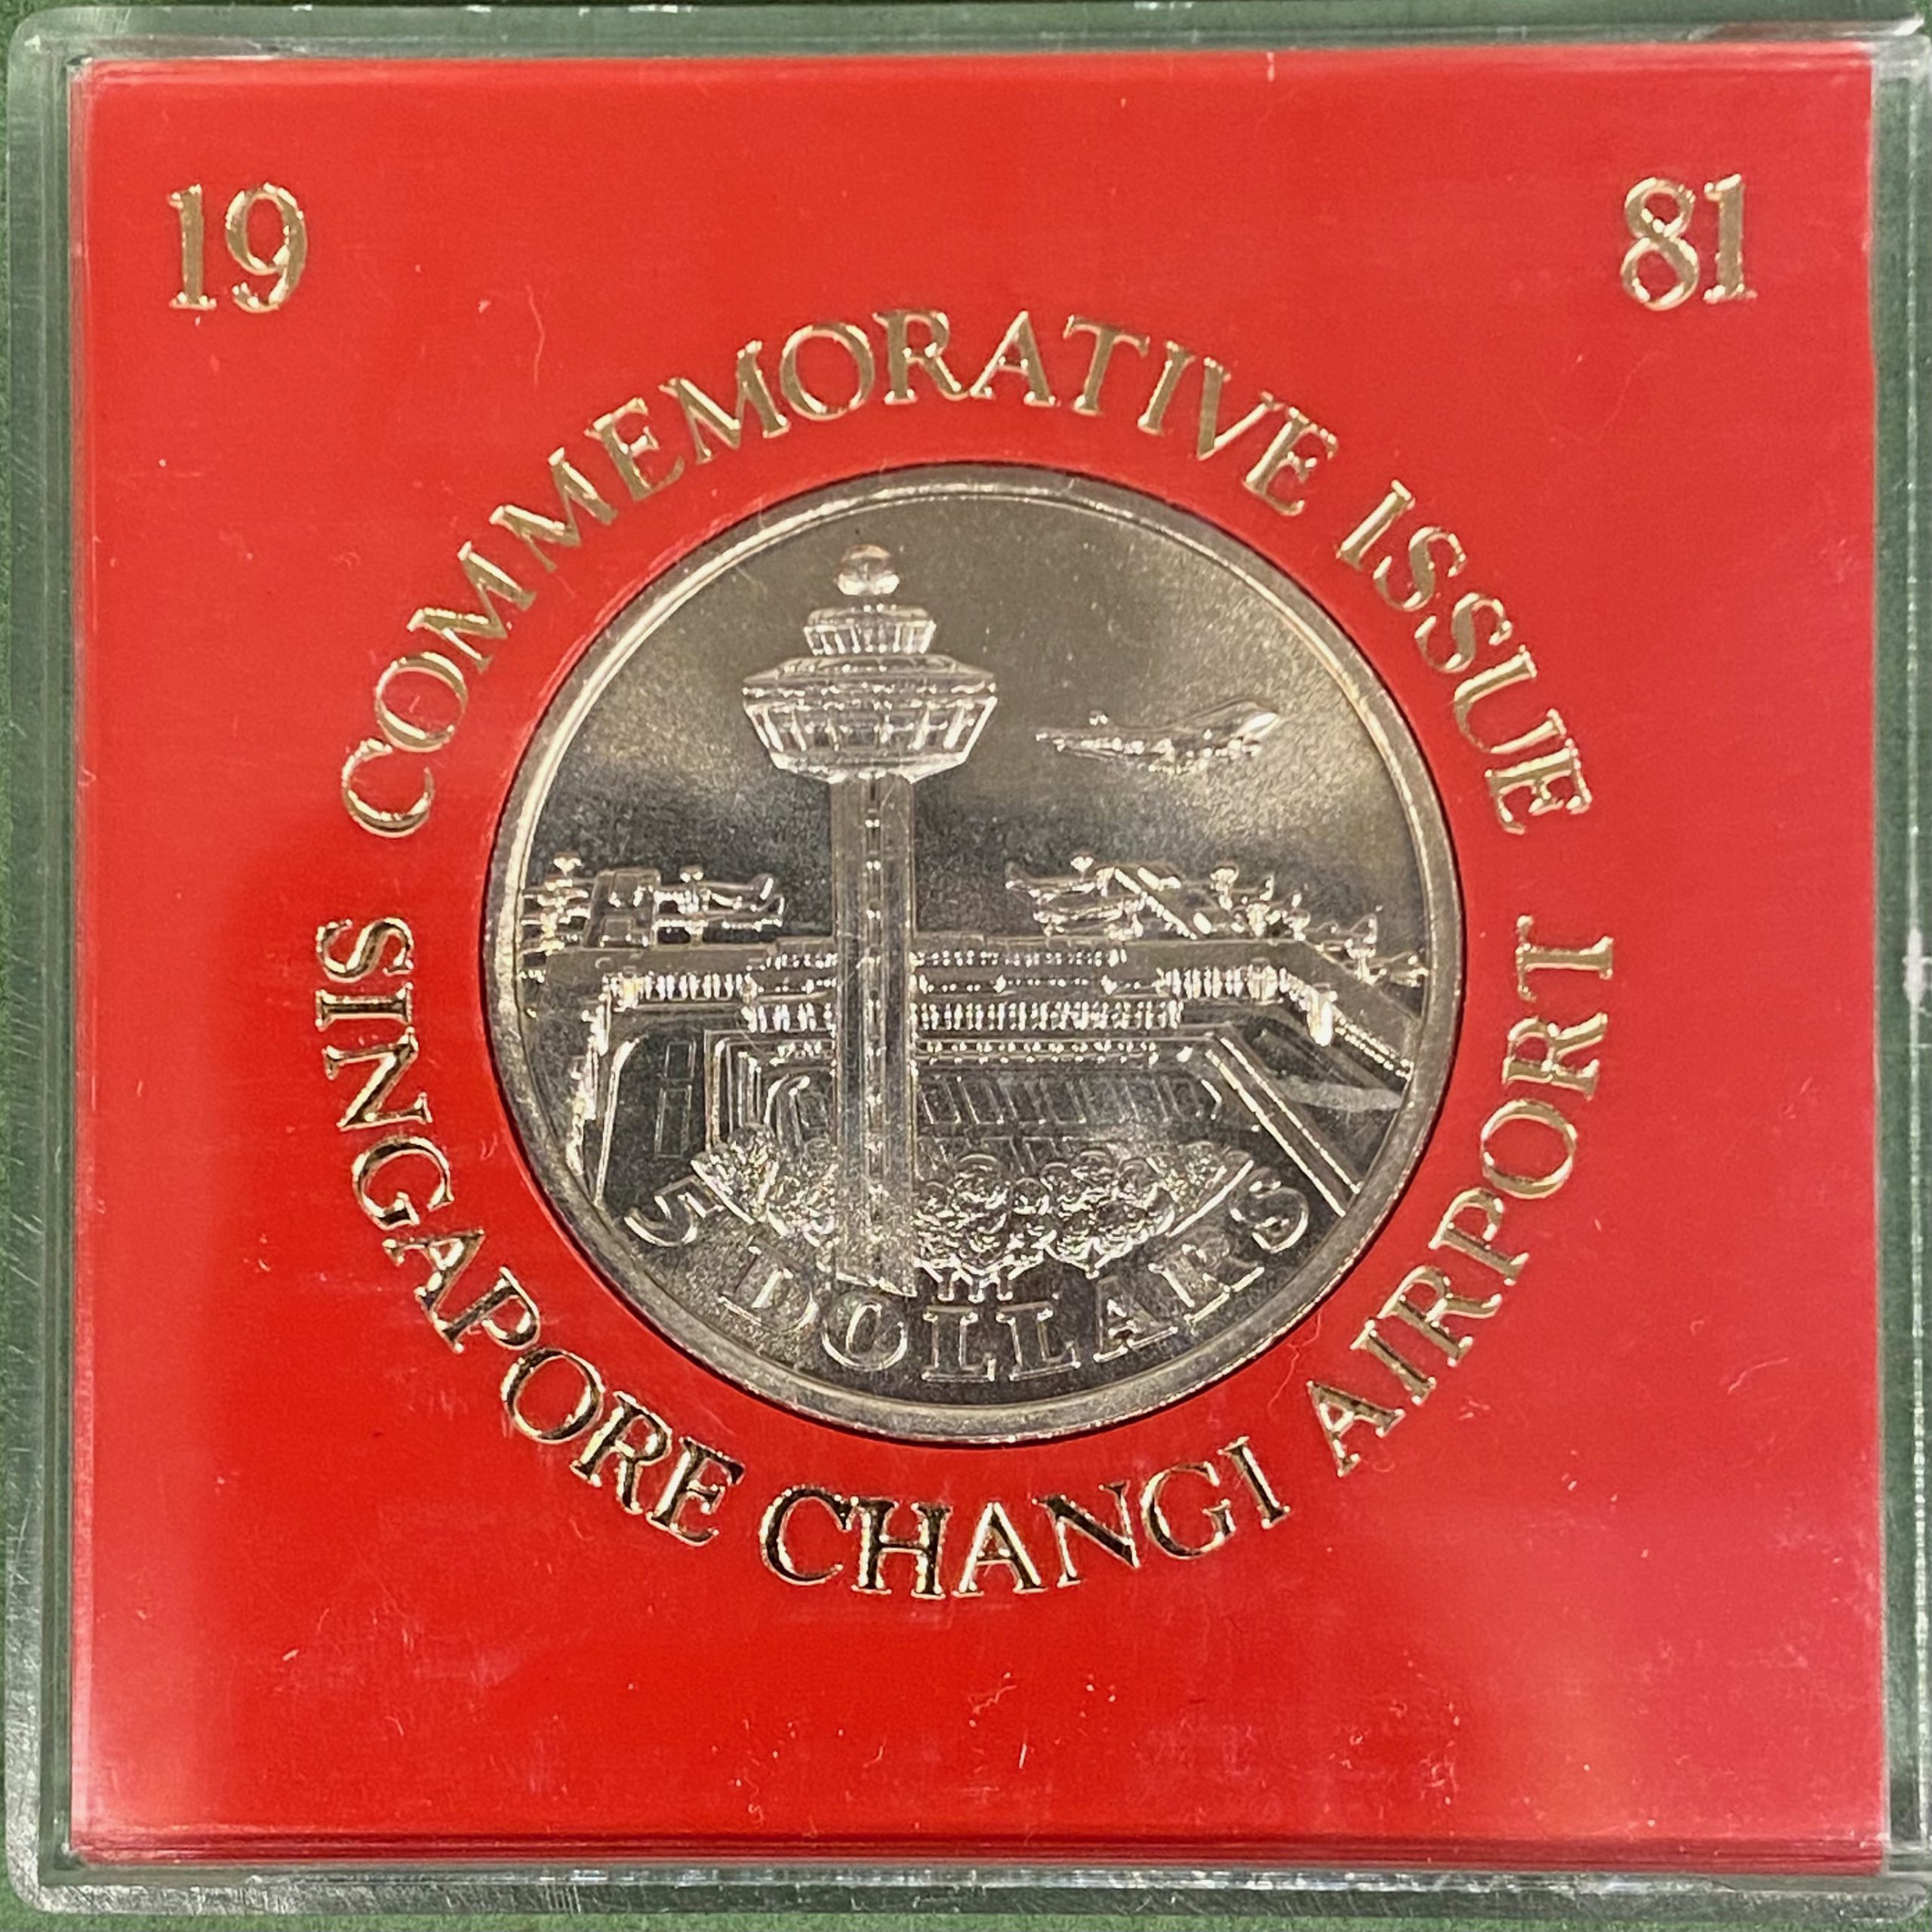 19 81
COMMEMORATIVE ISSUE
5 DOLLARS
SINGAPORE CHANGI AIRPORT